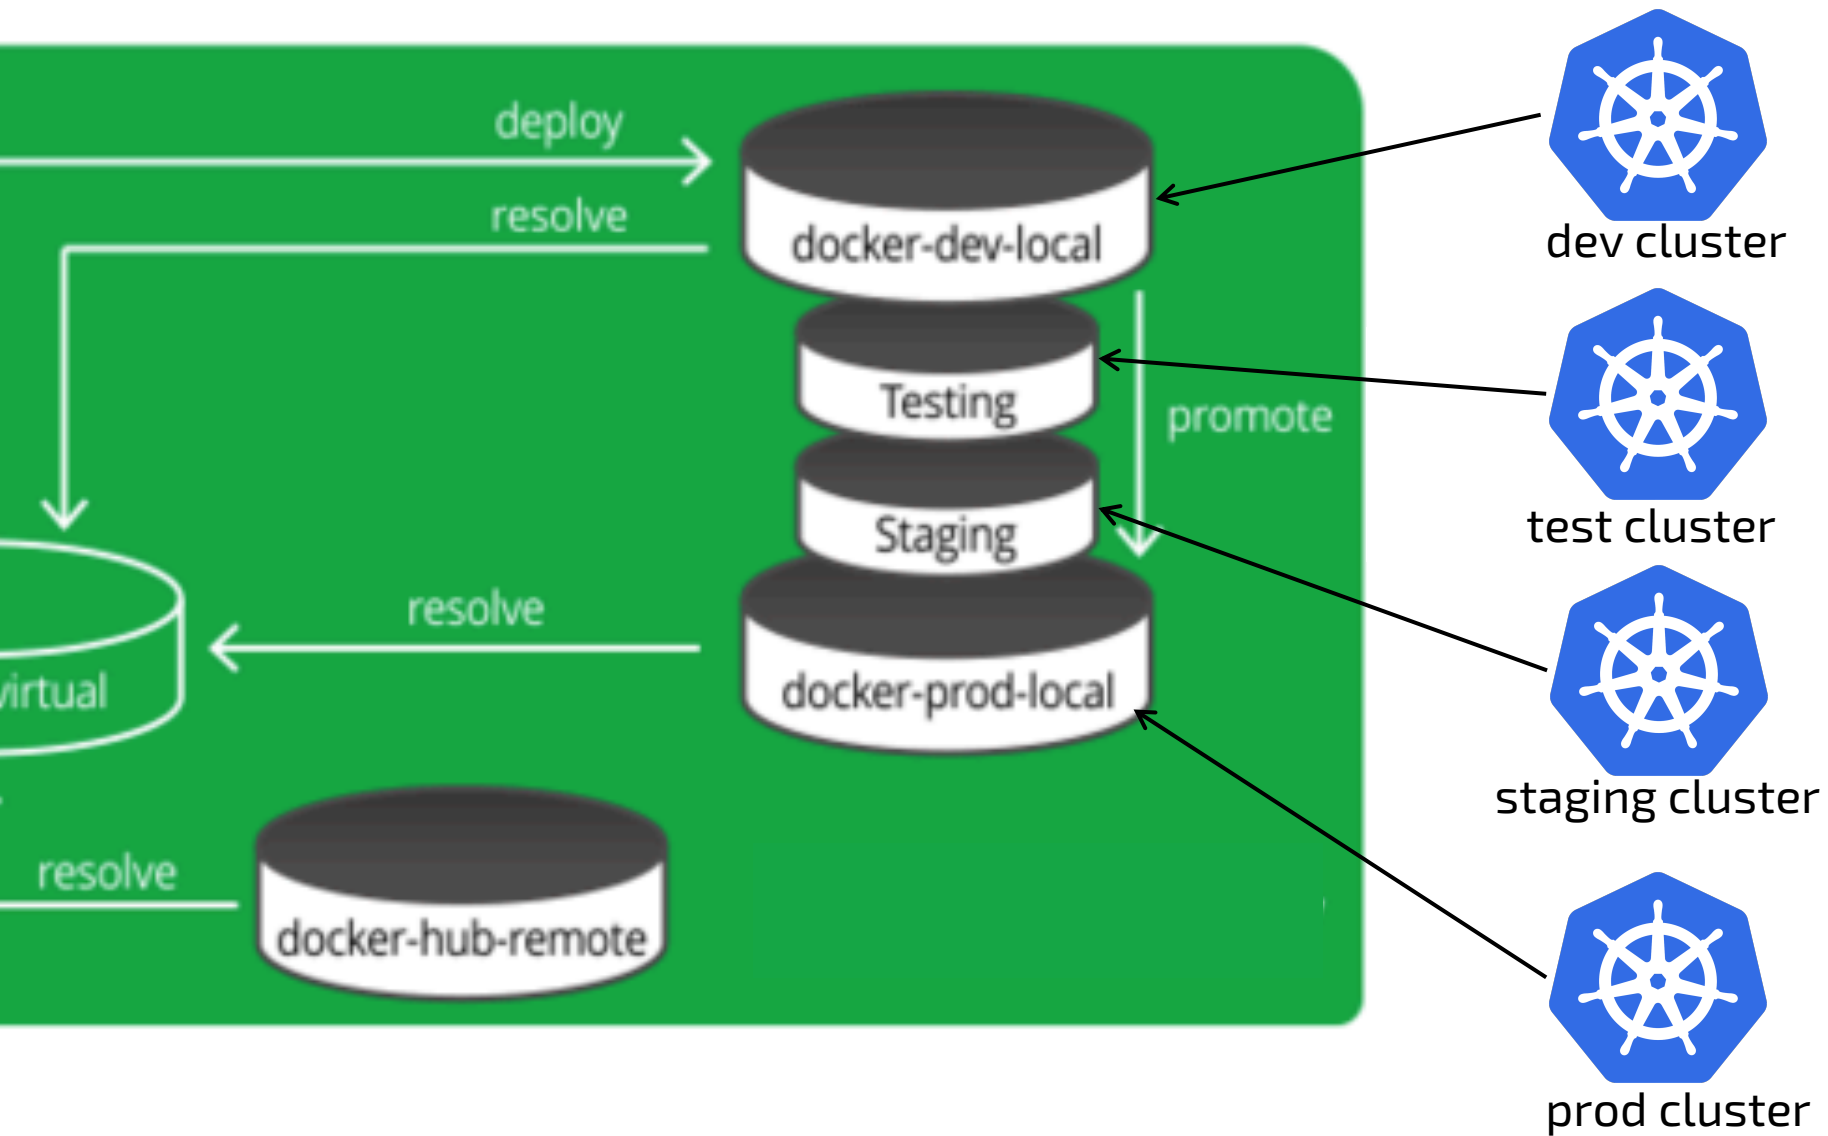 deploy
resolve
docker-dev-local
dev cluster
Testing
promote
test cluster
Staging
resolve
docker-prod-local
virtual
staging cluster
resolve
docker-hub-remote
prod cluster